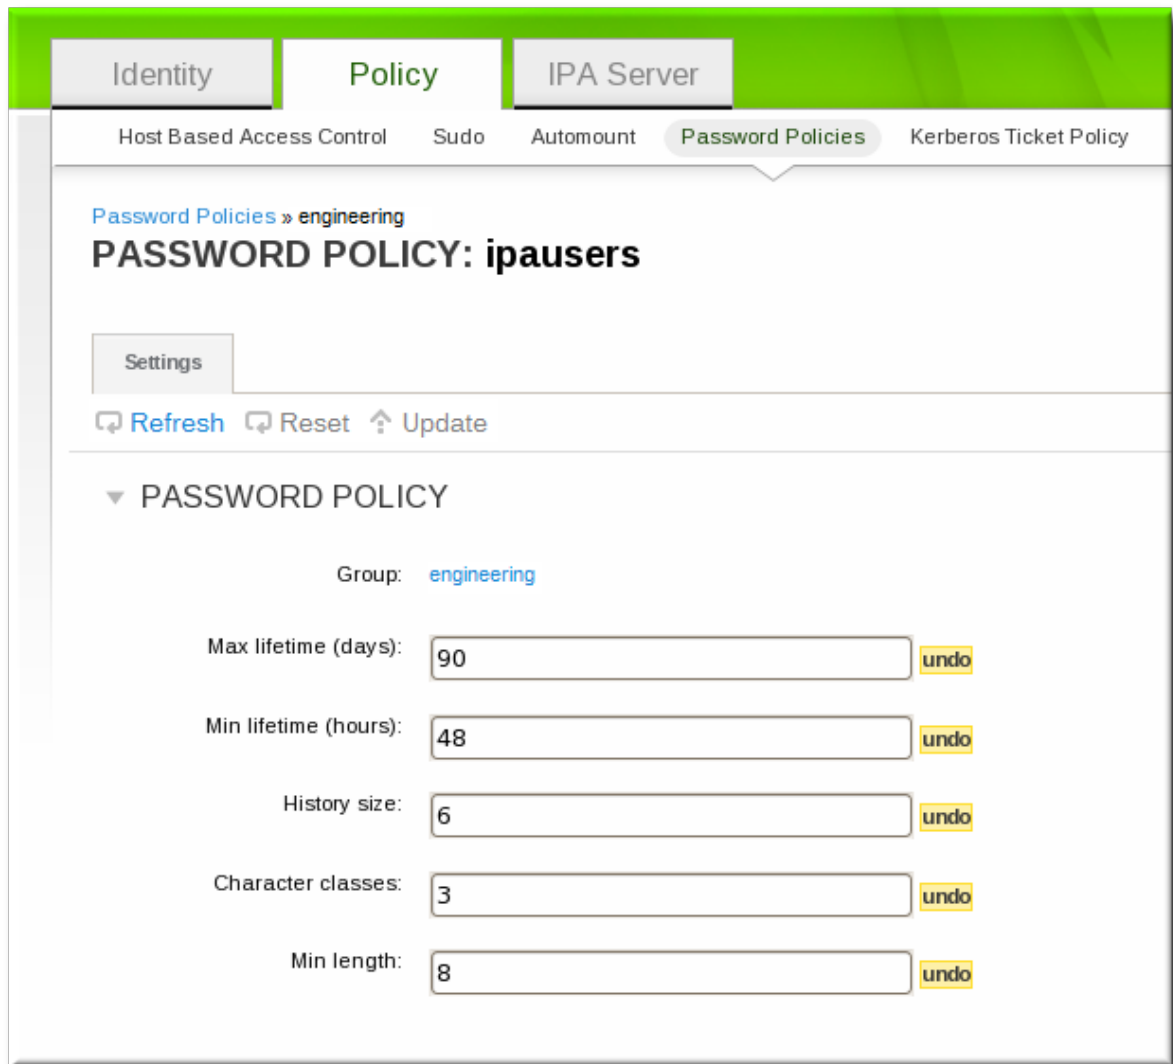 Identity Policy IPA Server
Host Based Access Control Sudo Automount Password Policies Kerberos Ticket Policy
Password Policies » engineering
PASSWORD POLICY: ipausers
Settings
Refresh Reset Update
PASSWORD POLICY
Group: engineering
Max lifetime (days): 90 undo
Min lifetime (hours): 48 undo
History size: 6 undo
Character classes: 3 undo
Min length: 8 undo